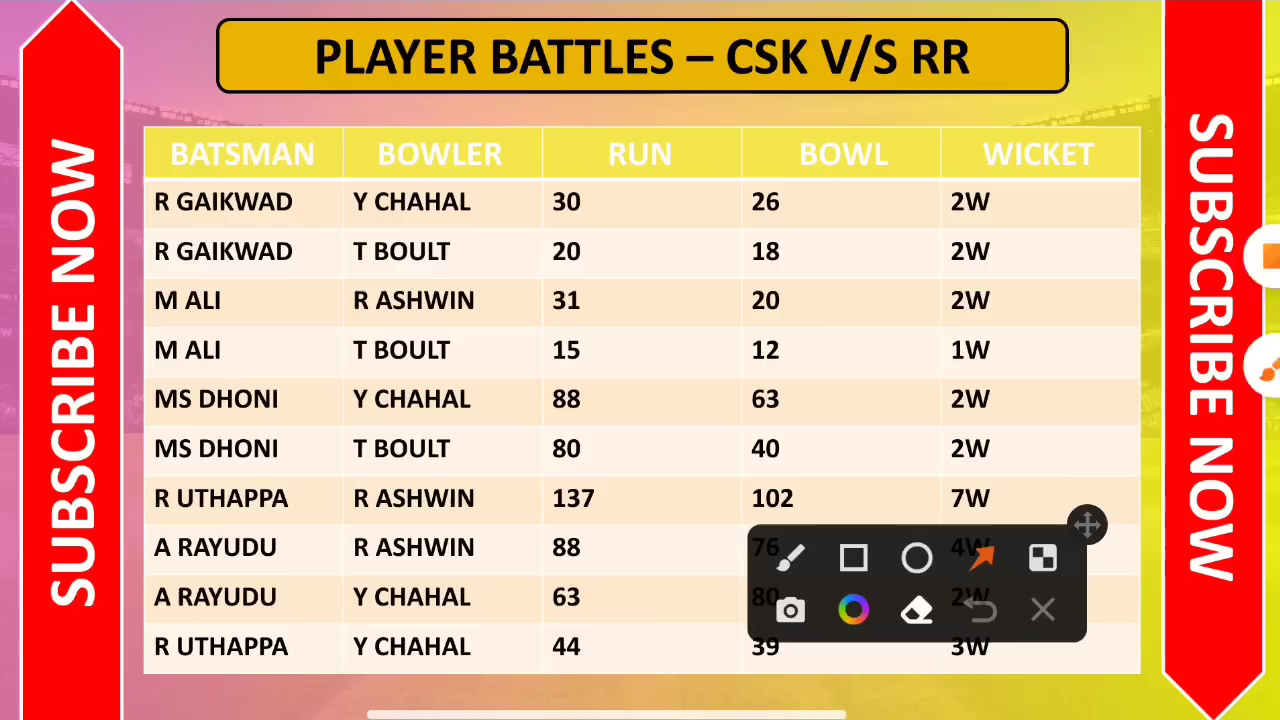 PLAYER BATTLES – CSK V/S RR
SUBSCRIBE NOW
BATSMAN BOWLER RUN BOWL WICKET
R GAIKWAD Y CHAHAL 30 26 2W
R GAIKWAD T BOULT 20 18 2W
M ALI R ASHWIN 31 20 2W
M ALI T BOULT 15 12 1W
MS DHONI Y CHAHAL 88 63 2W
MS DHONI T BOULT 80 40 2W
R UTHAPPA R ASHWIN 137 102 7W
A RAYUDU R ASHWIN 88 76 4W
A RAYUDU Y CHAHAL 63 80 2W
R UTHAPPA Y CHAHAL 44 39 3W
SUBSCRIBE NOW